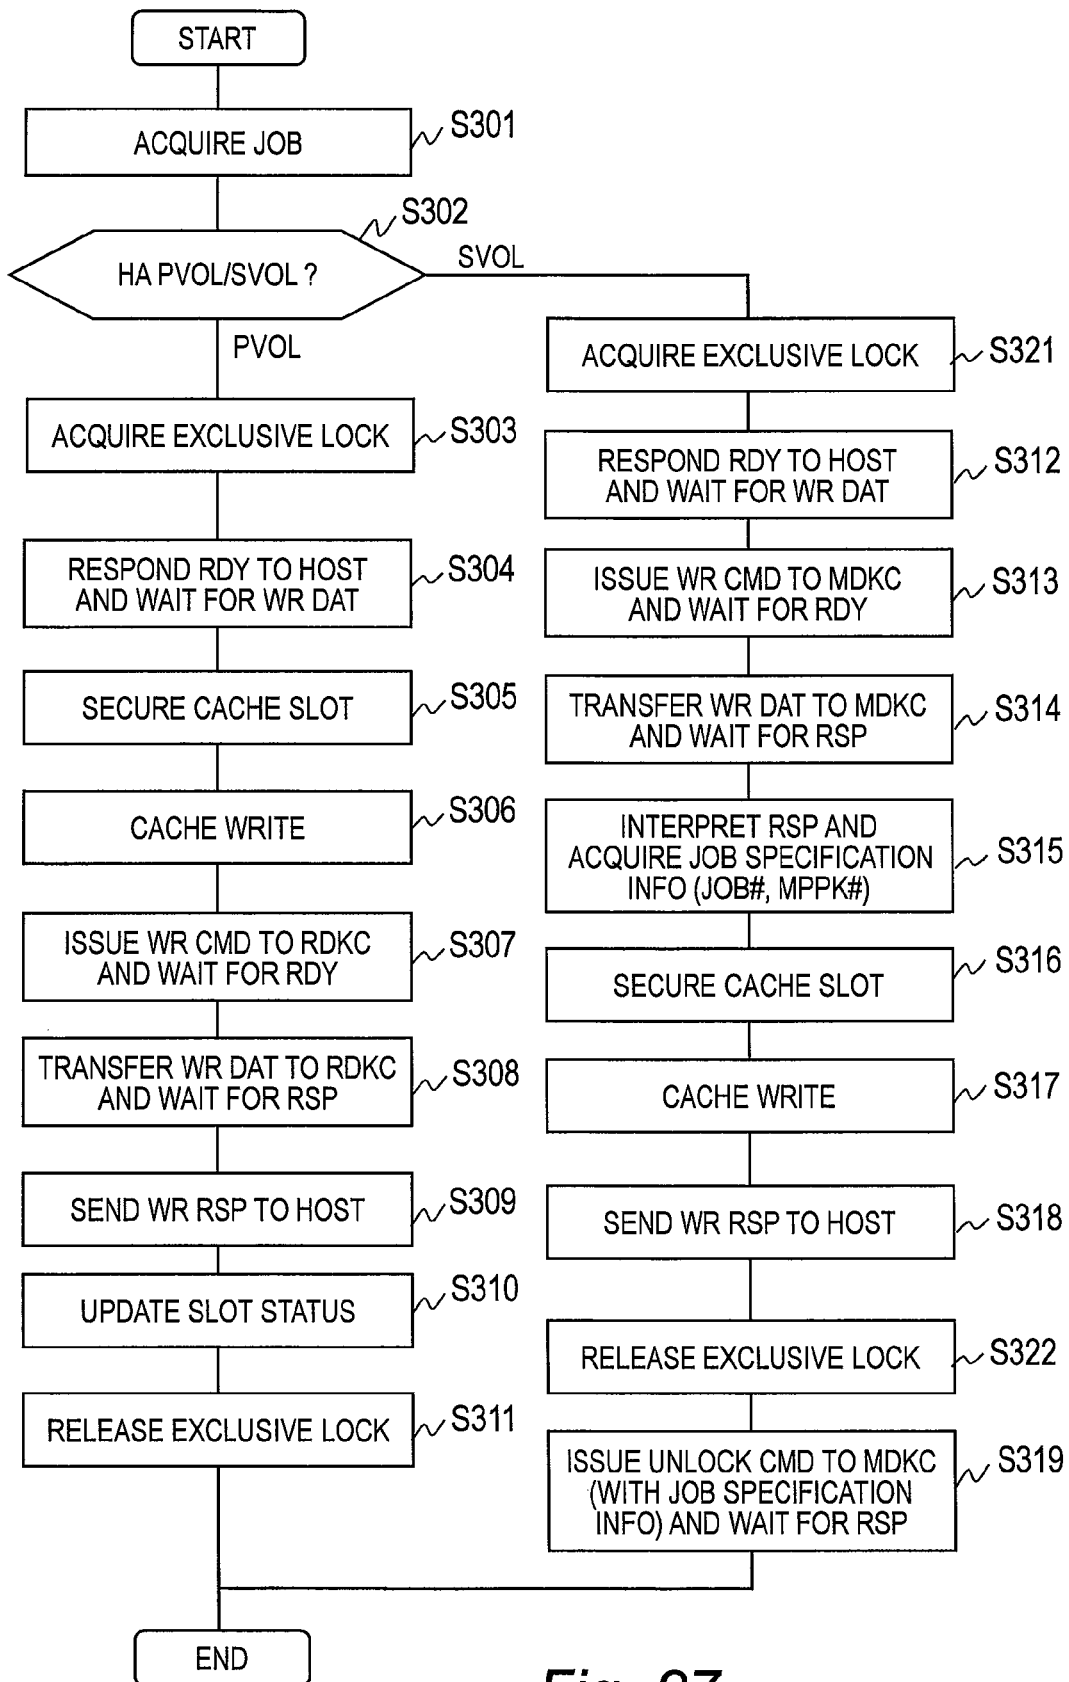 START
ACQUIRE JOB
S301
HA PVOL/SVOL ?
S302
SVOL
PVOL
ACQUIRE EXCLUSIVE LOCK
S303
RESPOND RDY TO HOST
AND WAIT FOR WR DAT
S304
SECURE CACHE SLOT
S305
CACHE WRITE
S306
ISSUE WR CMD TO RDKC
AND WAIT FOR RDY
S307
TRANSFER WR DAT TO RDKC
AND WAIT FOR RSP
S308
SEND WR RSP TO HOST
S309
UPDATE SLOT STATUS
S310
RELEASE EXCLUSIVE LOCK
S311
ACQUIRE EXCLUSIVE LOCK
S321
RESPOND RDY TO HOST
AND WAIT FOR WR DAT
S312
ISSUE WR CMD TO MDKC
AND WAIT FOR RDY
S313
TRANSFER WR DAT TO MDKC
AND WAIT FOR RSP
S314
INTERPRET RSP AND
ACQUIRE JOB SPECIFICATION
INFO (JOB#, MPPK#)
S315
SECURE CACHE SLOT
S316
CACHE WRITE
S317
SEND WR RSP TO HOST
S318
RELEASE EXCLUSIVE LOCK
S322
ISSUE UNLOCK CMD TO MDKC
(WITH JOB SPECIFICATION
INFO) AND WAIT FOR RSP
S319
END